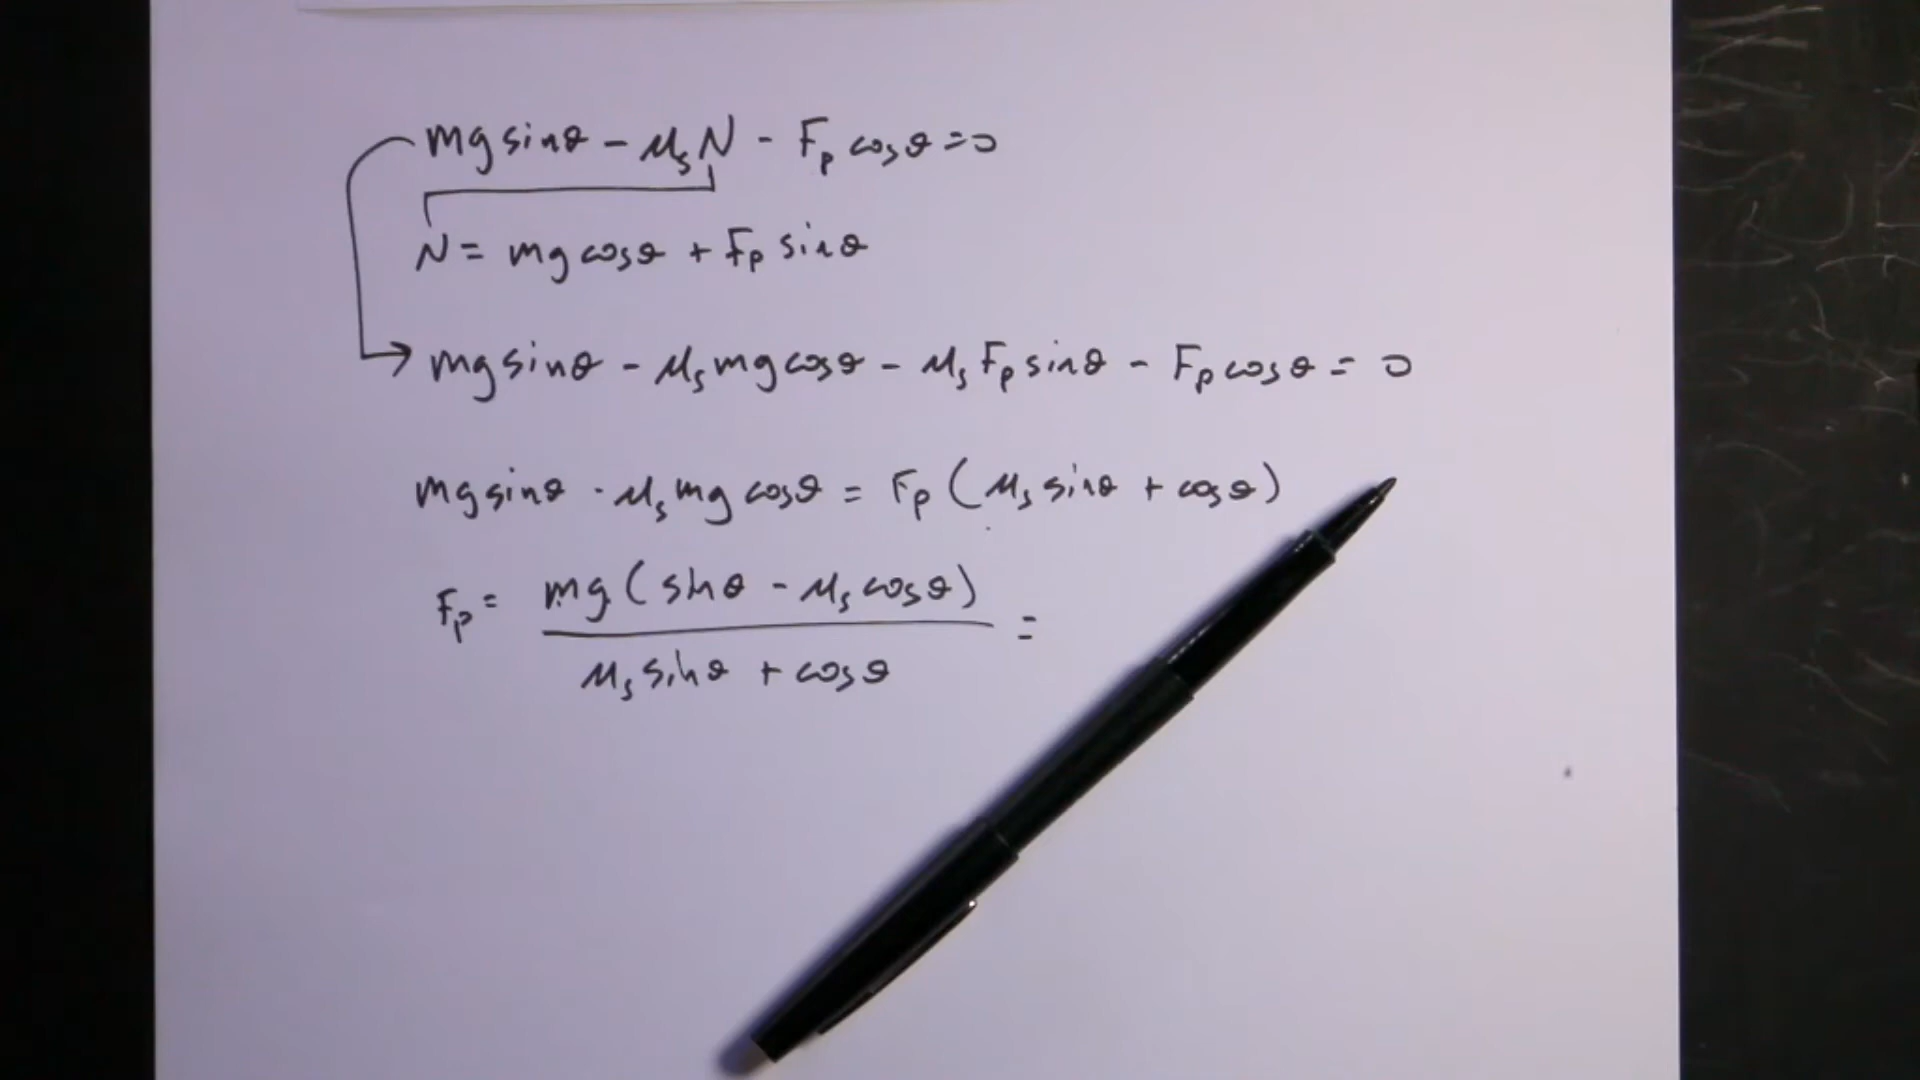 mg sinθ - μₛN - Fₚ cosθ = 0
N = mg cosθ + Fₚ sinθ
mg sinθ - μₛ mg cosθ - μₛ Fₚ sinθ - Fₚ cosθ = 0
mg sinθ - μₛ mg cosθ = Fₚ (μₛ sinθ + cosθ)
Fₚ = mg (sinθ - μₛ cosθ) =
μₛ sinθ + cosθ